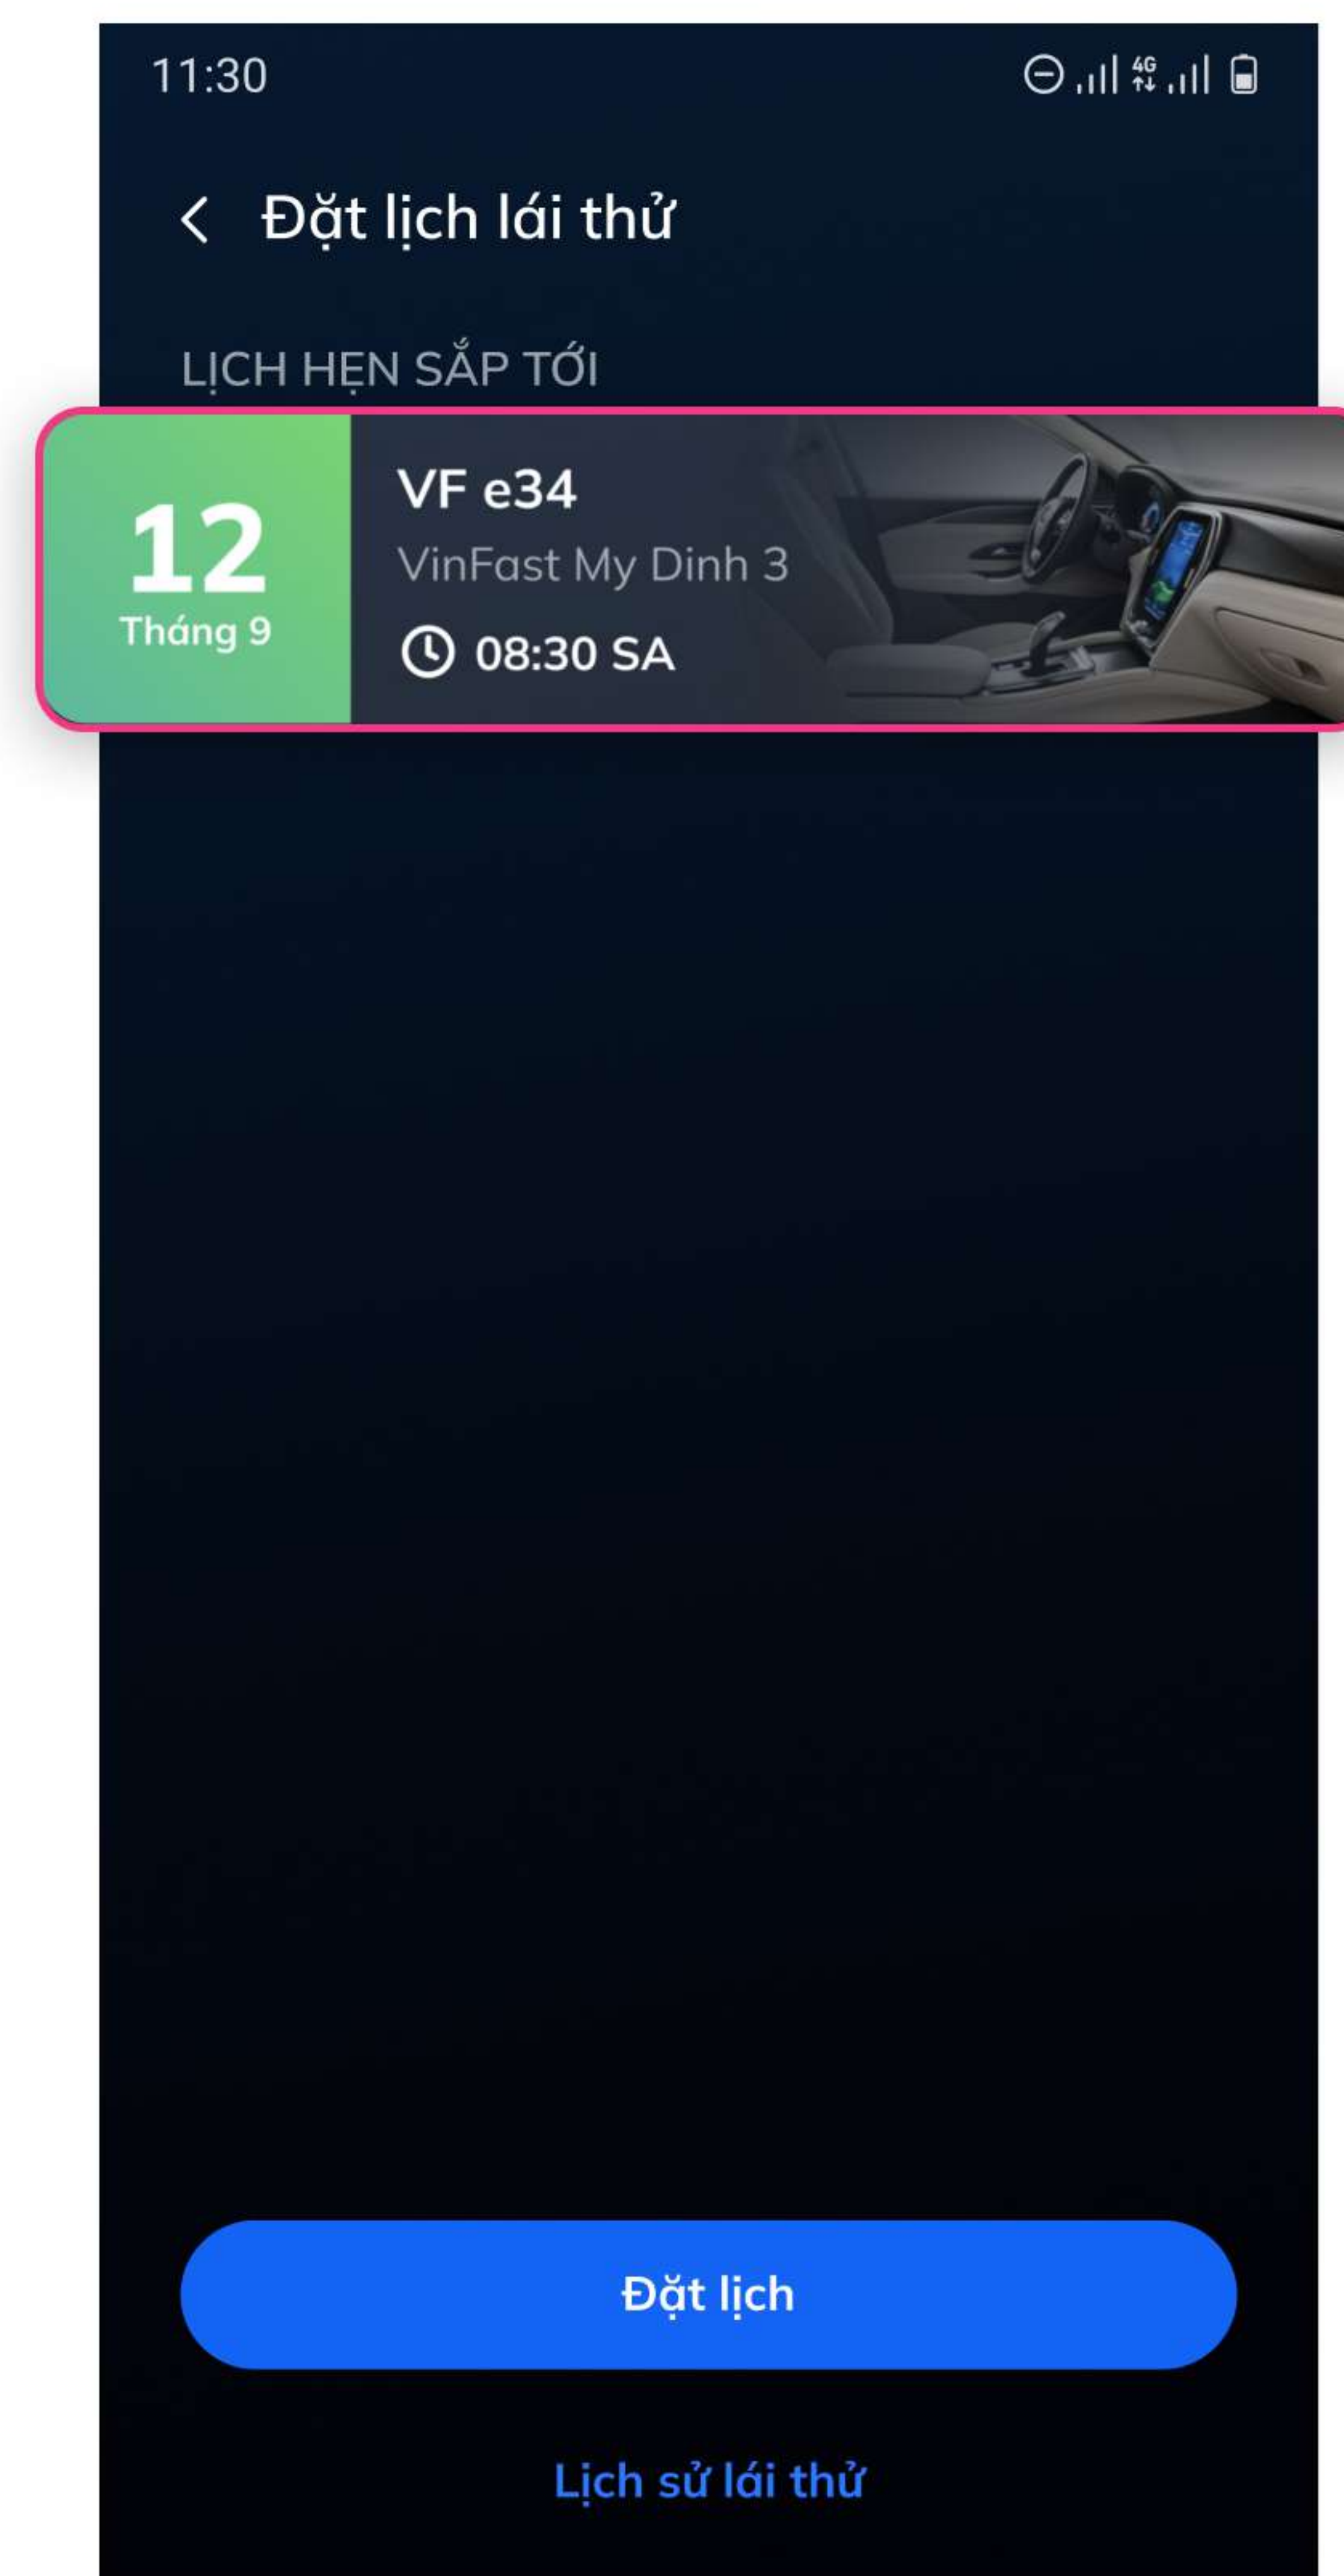 11:30
4G
Đặt lịch lái thử
LỊCH HẸN SẮP TỚI
12
Tháng 9
VF e34
VinFast My Dinh 3
08:30 SA
Đặt lịch
Lịch sử lái thử